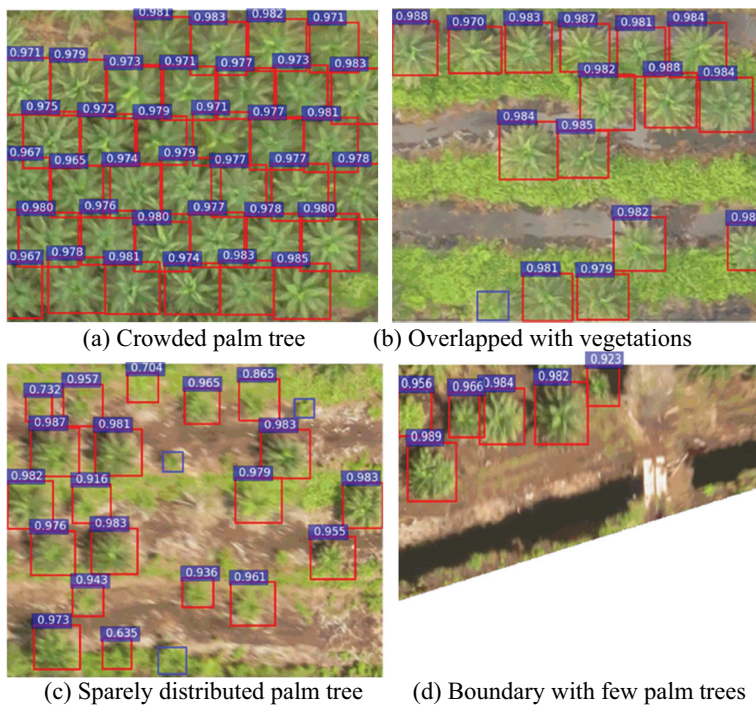 0.981 0.983 0.982 0.971
0.971 0.979 0.973 0.971 0.977 0.973 0.983
0.975 0.972 0.979 0.971 0.977 0.981
0.967 0.965 0.974 0.979 0.977 0.977 0.978
0.980 0.976 0.980 0.977 0.978 0.980
0.967 0.978 0.981 0.974 0.983 0.985
(a) Crowded palm tree
0.988 0.970 0.983 0.987 0.981 0.984
0.982 0.988 0.984
0.984 0.985
0.982 0.98
0.981 0.979
(b) Overlapped with vegetations
0.732 0.957 0.704 0.965 0.865
0.987 0.981 0.983
0.982 0.916 0.979 0.983
0.976 0.983 0.955
0.943 0.936 0.961
0.973 0.635
(c) Sparely distributed palm tree
0.956 0.966 0.984 0.982 0.923
0.989
(d) Boundary with few palm trees